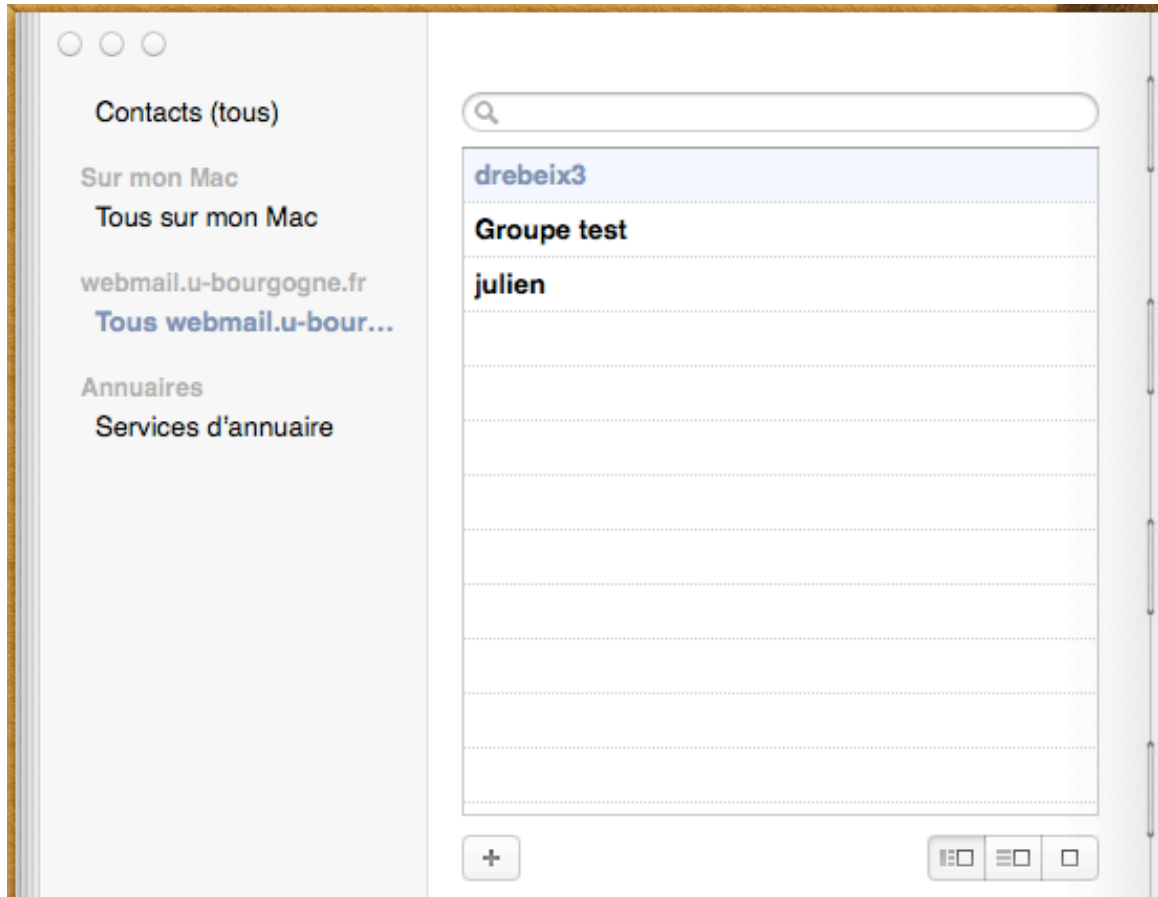 Contacts (tous)
Sur mon Mac
Tous sur mon Mac
webmail.u-bourgogne.fr
Tous webmail.u-bour...
Annuaires
Services d'annuaire
drebeix3
Groupe test
julien